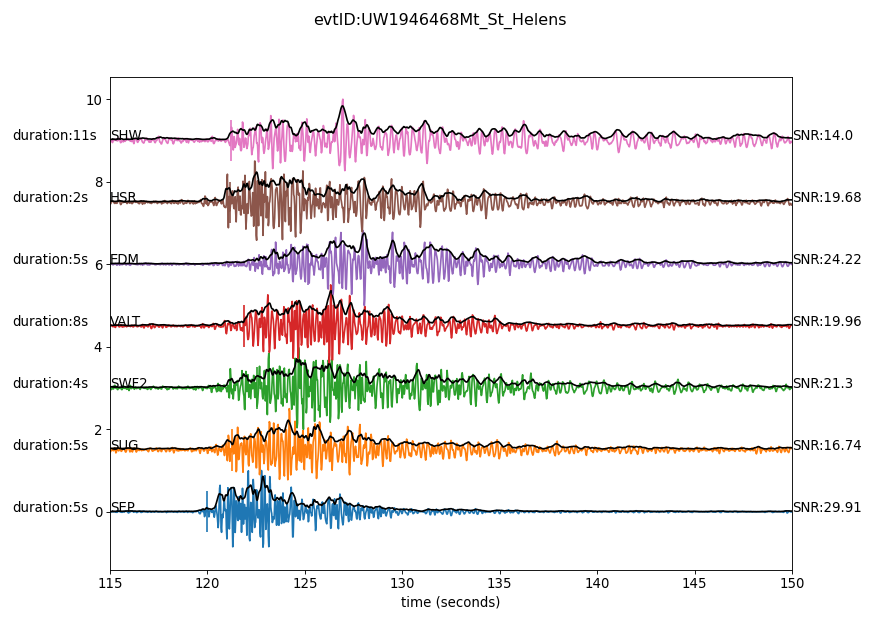 evtID:UW1946468Mt_St_Helens
10
duration:11s SHW SNR:14.0
8
duration:2s HSR SNR:19.68
duration:5s EDM SNR:24.22
6
duration:8s VALT SNR:19.96
4
duration:4s SWF2 SNR:21.3
2
duration:5s SUG SNR:16.74
duration:5s SEP SNR:29.91
0
115 120 125 130 135 140 145 150
time (seconds)